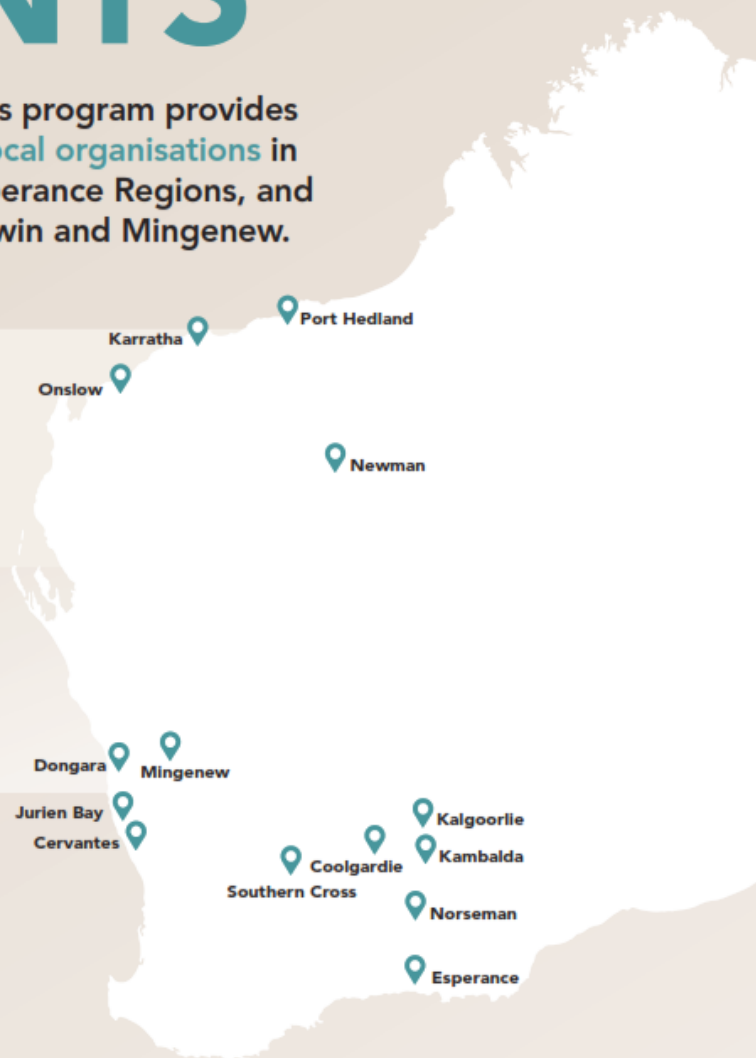 NTS
s program provides
ocal organisations in
erance Regions, and
win and Mingenew.
Port Hedland
Karratha
Onslow
Newman
Dongara
Mingenew
Jurien Bay
Kalgoorlie
Cervantes
Kambalda
Coolgardie
Southern Cross
Norseman
Esperance